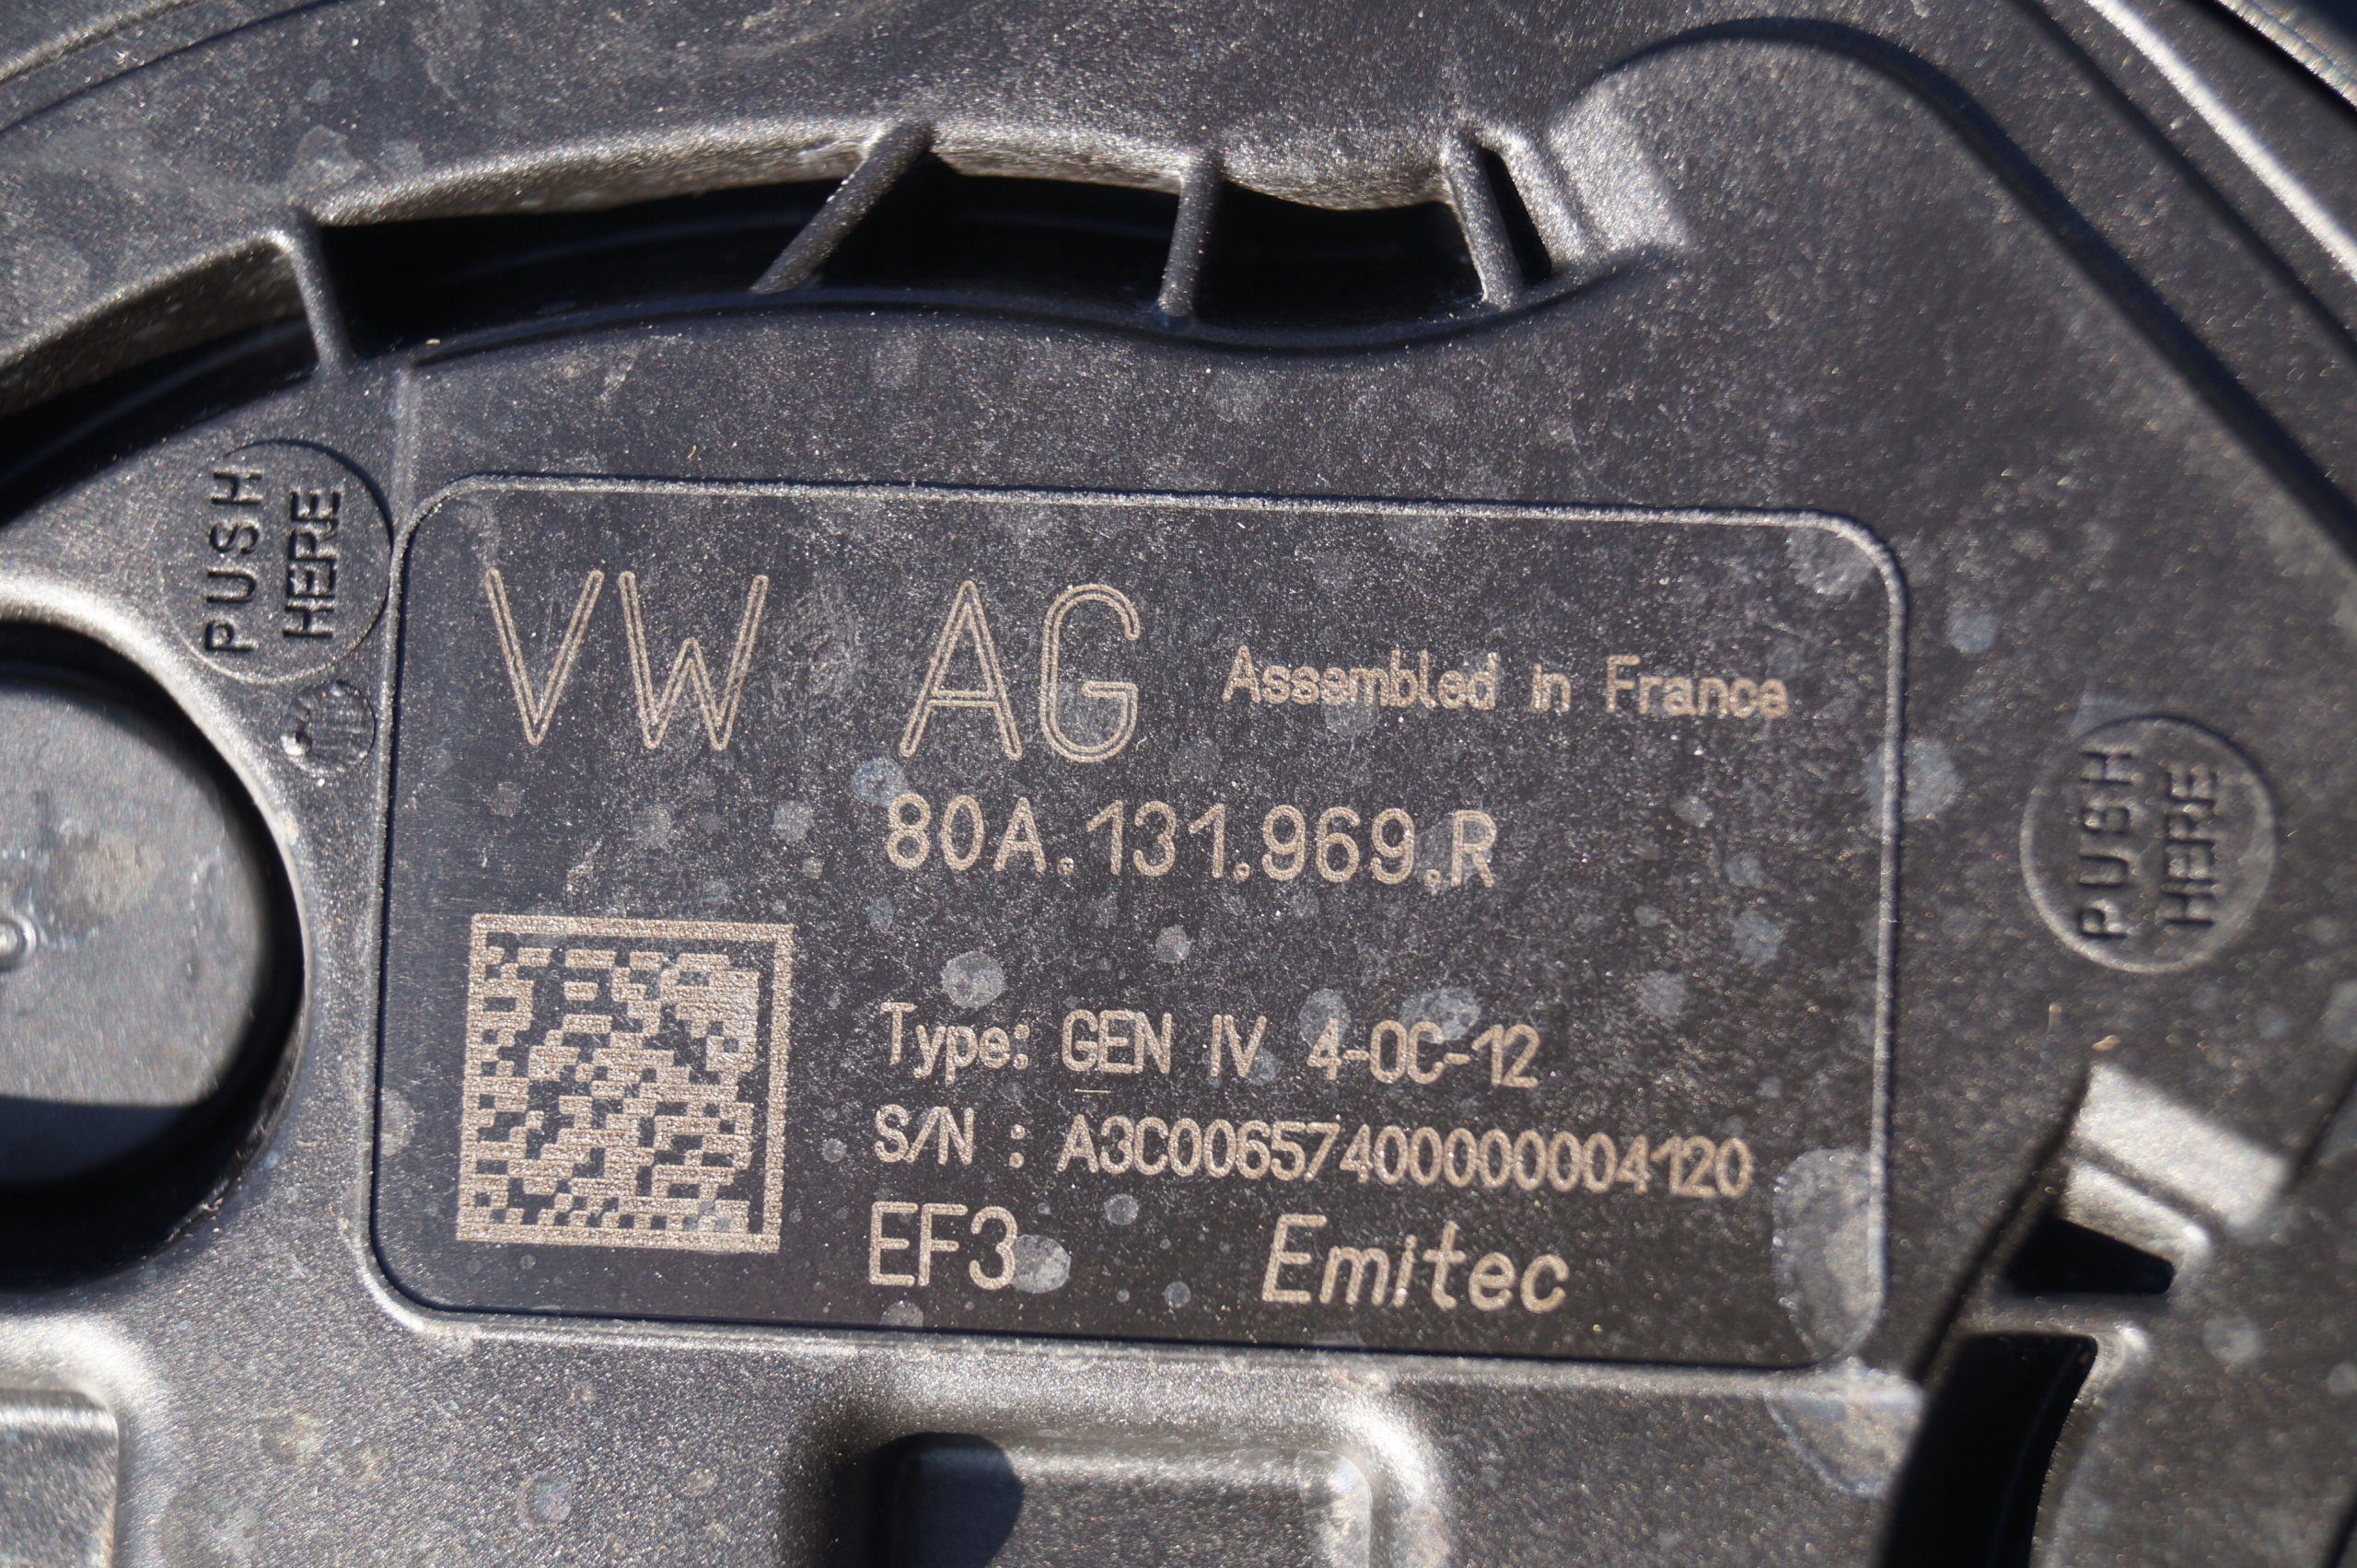 PUSH
HERE
VW AG Assembled in France
80A.131.969.R
Type: GEN IV 4-0C-12
S/N : A3C00657400000004120
EF3 Emitec
PUSH
HERE